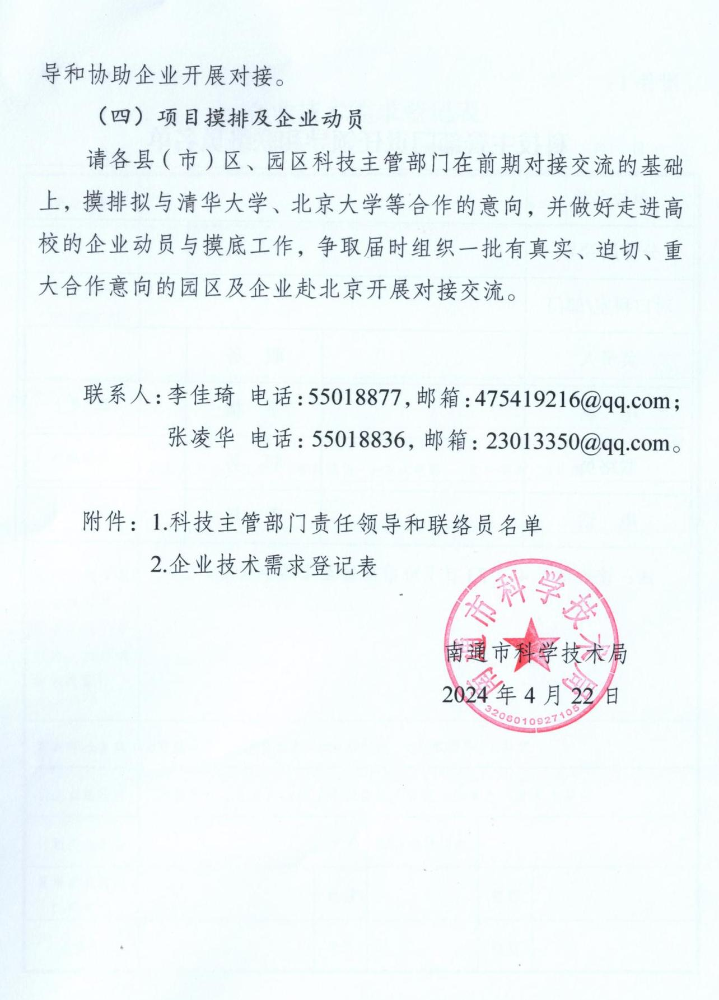 导和协助企业开展对接。
（四）项目摸排及企业动员
请各县（市）区、园区科技主管部门在前期对接交流的基础
上，摸排拟与清华大学、北京大学等合作的意向，并做好走进高
校的企业动员与摸底工作，争取届时组织一批有真实、迫切、重
大合作意向的园区及企业赴北京开展对接交流。
联系人：李佳琦 电话：55018877，邮箱：475419216@qq.com；
张凌华 电话：55018836，邮箱：23013350@qq.com。
附件：1.科技主管部门责任领导和联络员名单
2.企业技术需求登记表
南通市科学技术局
南通市科学技术局
2024 年 4 月 22 日
3206010927105